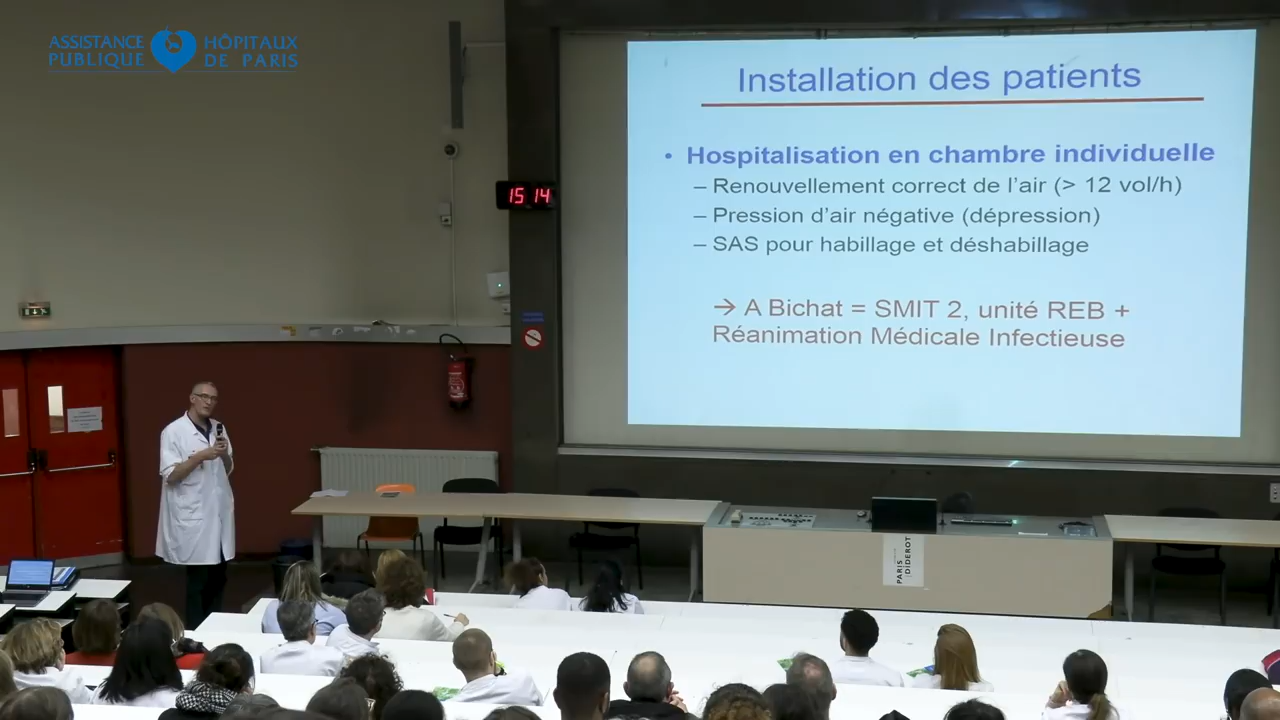 ASSISTANCE HÔPITAUX
PUBLIQUE DE PARIS
Installation des patients
• Hospitalisation en chambre individuelle
– Renouvellement correct de l'air (> 12 vol/h)
– Pression d'air négative (dépression)
– SAS pour habillage et déshabillage
→ A Bichat = SMIT 2, unité REB +
Réanimation Médicale Infectieuse
15 14
PARIS
DIDEROT